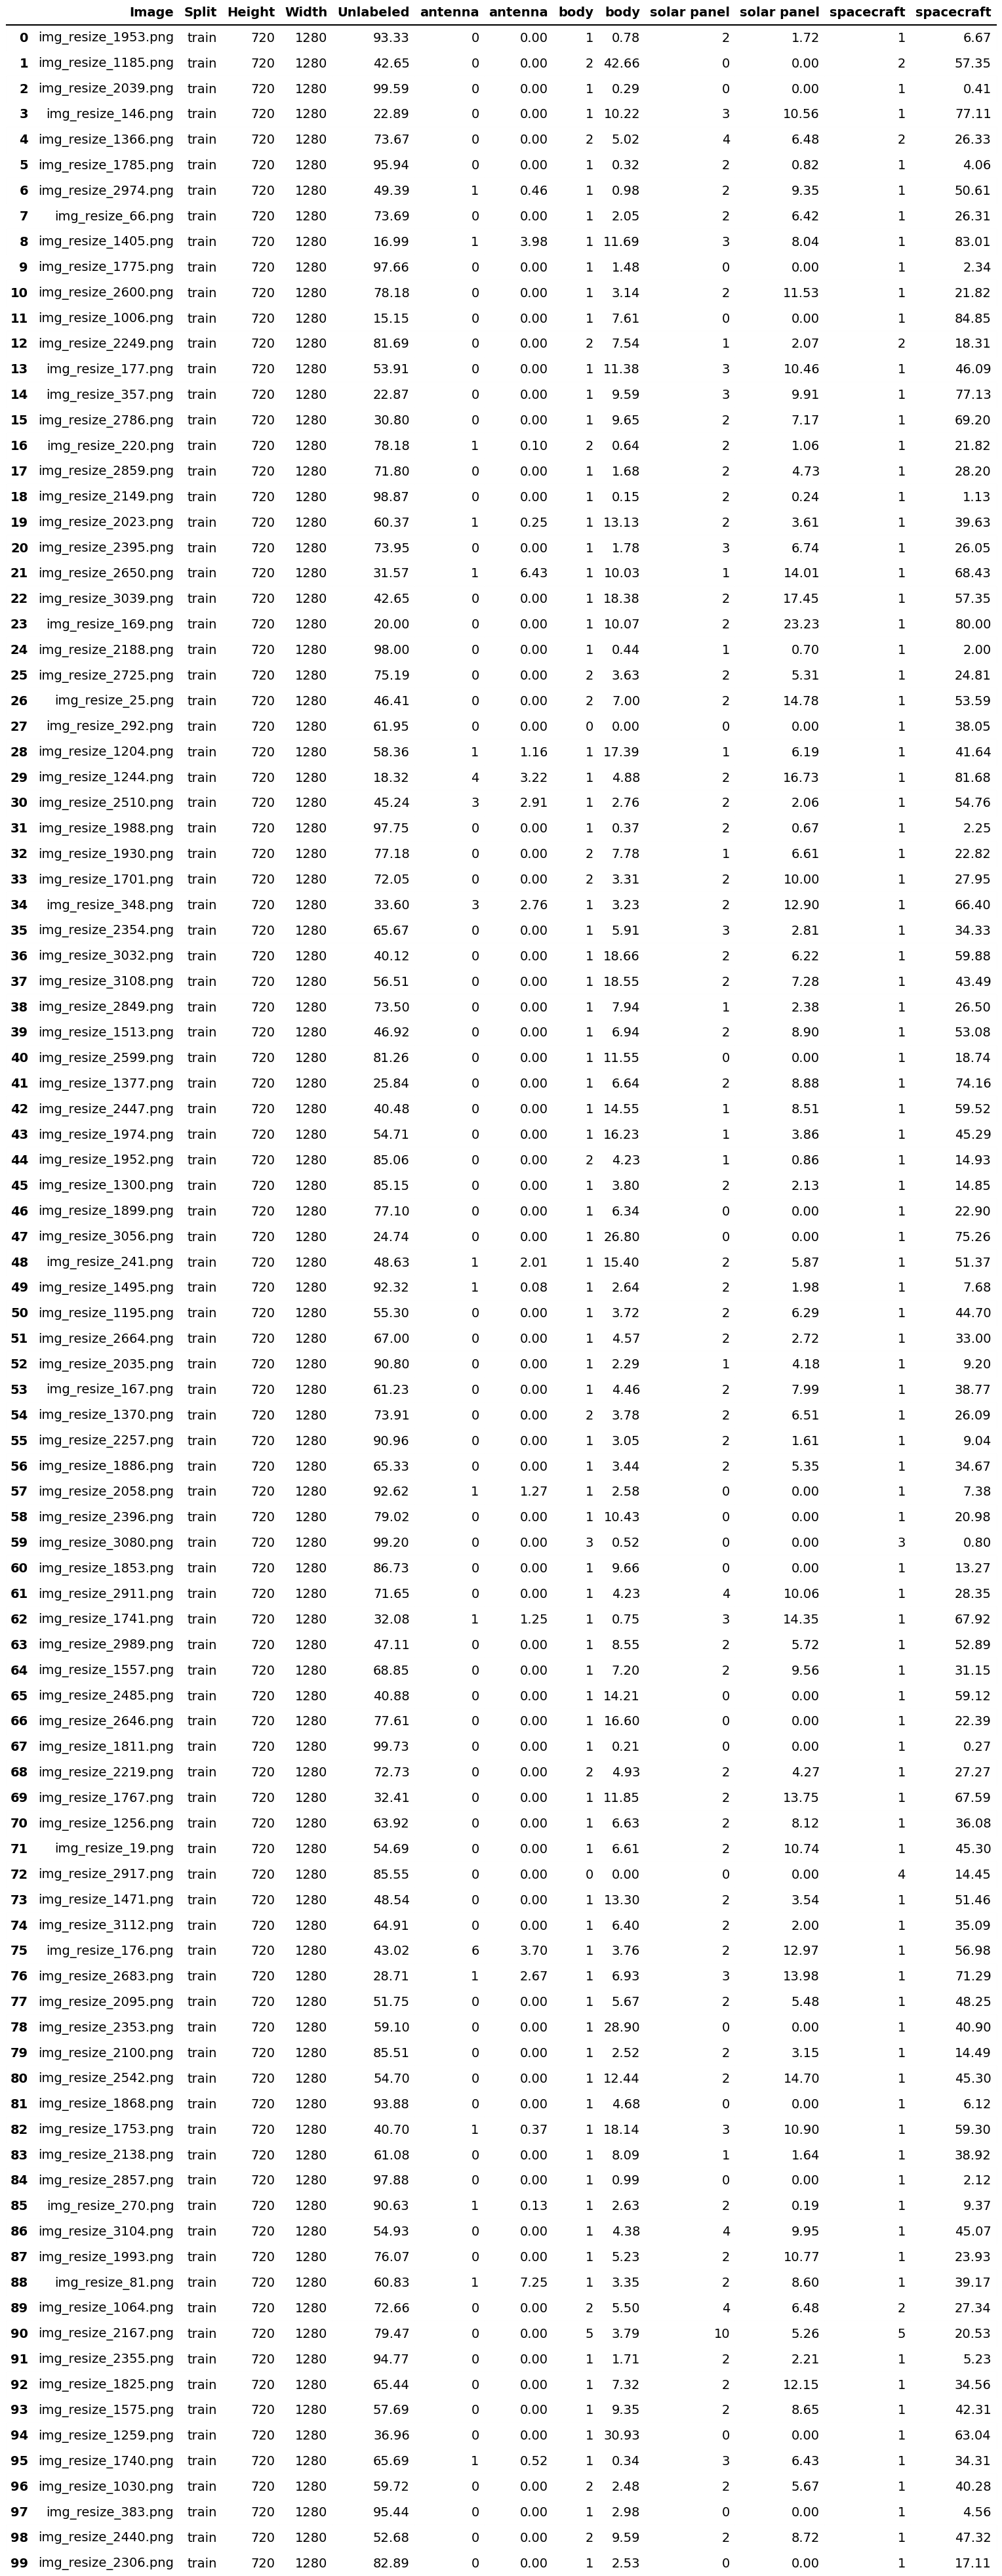 Image Split Height Width Unlabeled antenna antenna body body solar panel solar panel spacecraft spacecraft
0 img_resize_1953.png train 720 1280 93.33 0 0.00 1 0.78 2 1.72 1 6.67
1 img_resize_1185.png train 720 1280 42.65 0 0.00 2 42.66 0 0.00 2 57.35
2 img_resize_2039.png train 720 1280 99.59 0 0.00 1 0.29 0 0.00 1 0.41
3 img_resize_146.png train 720 1280 22.89 0 0.00 1 10.22 3 10.56 1 77.11
4 img_resize_1366.png train 720 1280 73.67 0 0.00 2 5.02 4 6.48 2 26.33
5 img_resize_1785.png train 720 1280 95.94 0 0.00 1 0.32 2 0.82 1 4.06
6 img_resize_2974.png train 720 1280 49.39 1 0.46 1 0.98 2 9.35 1 50.61
7 img_resize_66.png train 720 1280 73.69 0 0.00 1 2.05 2 6.42 1 26.31
8 img_resize_1405.png train 720 1280 16.99 1 3.98 1 11.69 3 8.04 1 83.01
9 img_resize_1775.png train 720 1280 97.66 0 0.00 1 1.48 0 0.00 1 2.34
10 img_resize_2600.png train 720 1280 78.18 0 0.00 1 3.14 2 11.53 1 21.82
11 img_resize_1006.png train 720 1280 15.15 0 0.00 1 7.61 0 0.00 1 84.85
12 img_resize_2249.png train 720 1280 81.69 0 0.00 2 7.54 1 2.07 2 18.31
13 img_resize_177.png train 720 1280 53.91 0 0.00 1 11.38 3 10.46 1 46.09
14 img_resize_357.png train 720 1280 22.87 0 0.00 1 9.59 3 9.91 1 77.13
15 img_resize_2786.png train 720 1280 30.80 0 0.00 1 9.65 2 7.17 1 69.20
16 img_resize_220.png train 720 1280 78.18 1 0.10 2 0.64 2 1.06 1 21.82
17 img_resize_2859.png train 720 1280 71.80 0 0.00 1 1.68 2 4.73 1 28.20
18 img_resize_2149.png train 720 1280 98.87 0 0.00 1 0.15 2 0.24 1 1.13
19 img_resize_2023.png train 720 1280 60.37 1 0.25 1 13.13 2 3.61 1 39.63
20 img_resize_2395.png train 720 1280 73.95 0 0.00 1 1.78 3 6.74 1 26.05
21 img_resize_2650.png train 720 1280 31.57 1 6.43 1 10.03 1 14.01 1 68.43
22 img_resize_3039.png train 720 1280 42.65 0 0.00 1 18.38 2 17.45 1 57.35
23 img_resize_169.png train 720 1280 20.00 0 0.00 1 10.07 2 23.23 1 80.00
24 img_resize_2188.png train 720 1280 98.00 0 0.00 1 0.44 1 0.70 1 2.00
25 img_resize_2725.png train 720 1280 75.19 0 0.00 2 3.63 2 5.31 1 24.81
26 img_resize_25.png train 720 1280 46.41 0 0.00 2 7.00 2 14.78 1 53.59
27 img_resize_292.png train 720 1280 61.95 0 0.00 0 0.00 0 0.00 1 38.05
28 img_resize_1204.png train 720 1280 58.36 1 1.16 1 17.39 1 6.19 1 41.64
29 img_resize_1244.png train 720 1280 18.32 4 3.22 1 4.88 2 16.73 1 81.68
30 img_resize_2510.png train 720 1280 45.24 3 2.91 1 2.76 2 2.06 1 54.76
31 img_resize_1988.png train 720 1280 97.75 0 0.00 1 0.37 2 0.67 1 2.25
32 img_resize_1930.png train 720 1280 77.18 0 0.00 2 7.78 1 6.61 1 22.82
33 img_resize_1701.png train 720 1280 72.05 0 0.00 2 3.31 2 10.00 1 27.95
34 img_resize_348.png train 720 1280 33.60 3 2.76 1 3.23 2 12.90 1 66.40
35 img_resize_2354.png train 720 1280 65.67 0 0.00 1 5.91 3 2.81 1 34.33
36 img_resize_3032.png train 720 1280 40.12 0 0.00 1 18.66 2 6.22 1 59.88
37 img_resize_3108.png train 720 1280 56.51 0 0.00 1 18.55 2 7.28 1 43.49
38 img_resize_2849.png train 720 1280 73.50 0 0.00 1 7.94 1 2.38 1 26.50
39 img_resize_1513.png train 720 1280 46.92 0 0.00 1 6.94 2 8.90 1 53.08
40 img_resize_2599.png train 720 1280 81.26 0 0.00 1 11.55 0 0.00 1 18.74
41 img_resize_1377.png train 720 1280 25.84 0 0.00 1 6.64 2 8.88 1 74.16
42 img_resize_2447.png train 720 1280 40.48 0 0.00 1 14.55 1 8.51 1 59.52
43 img_resize_1974.png train 720 1280 54.71 0 0.00 1 16.23 1 3.86 1 45.29
44 img_resize_1952.png train 720 1280 85.06 0 0.00 2 4.23 1 0.86 1 14.93
45 img_resize_1300.png train 720 1280 85.15 0 0.00 1 3.80 2 2.13 1 14.85
46 img_resize_1899.png train 720 1280 77.10 0 0.00 1 6.34 0 0.00 1 22.90
47 img_resize_3056.png train 720 1280 24.74 0 0.00 1 26.80 0 0.00 1 75.26
48 img_resize_241.png train 720 1280 48.63 1 2.01 1 15.40 2 5.87 1 51.37
49 img_resize_1495.png train 720 1280 92.32 1 0.08 1 2.64 2 1.98 1 7.68
50 img_resize_1195.png train 720 1280 55.30 0 0.00 1 3.72 2 6.29 1 44.70
51 img_resize_2664.png train 720 1280 67.00 0 0.00 1 4.57 2 2.72 1 33.00
52 img_resize_2035.png train 720 1280 90.80 0 0.00 1 2.29 1 4.18 1 9.20
53 img_resize_167.png train 720 1280 61.23 0 0.00 1 4.46 2 7.99 1 38.77
54 img_resize_1370.png train 720 1280 73.91 0 0.00 2 3.78 2 6.51 1 26.09
55 img_resize_2257.png train 720 1280 90.96 0 0.00 1 3.05 2 1.61 1 9.04
56 img_resize_1886.png train 720 1280 65.33 0 0.00 1 3.44 2 5.35 1 34.67
57 img_resize_2058.png train 720 1280 92.62 1 1.27 1 2.58 0 0.00 1 7.38
58 img_resize_2396.png train 720 1280 79.02 0 0.00 1 10.43 0 0.00 1 20.98
59 img_resize_3080.png train 720 1280 99.20 0 0.00 3 0.52 0 0.00 3 0.80
60 img_resize_1853.png train 720 1280 86.73 0 0.00 1 9.66 0 0.00 1 13.27
61 img_resize_2911.png train 720 1280 71.65 0 0.00 1 4.23 4 10.06 1 28.35
62 img_resize_1741.png train 720 1280 32.08 1 1.25 1 0.75 3 14.35 1 67.92
63 img_resize_2989.png train 720 1280 47.11 0 0.00 1 8.55 2 5.72 1 52.89
64 img_resize_1557.png train 720 1280 68.85 0 0.00 1 7.20 2 9.56 1 31.15
65 img_resize_2485.png train 720 1280 40.88 0 0.00 1 14.21 0 0.00 1 59.12
66 img_resize_2646.png train 720 1280 77.61 0 0.00 1 16.60 0 0.00 1 22.39
67 img_resize_1811.png train 720 1280 99.73 0 0.00 1 0.21 0 0.00 1 0.27
68 img_resize_2219.png train 720 1280 72.73 0 0.00 2 4.93 2 4.27 1 27.27
69 img_resize_1767.png train 720 1280 32.41 0 0.00 1 11.85 2 13.75 1 67.59
70 img_resize_1256.png train 720 1280 63.92 0 0.00 1 6.63 2 8.12 1 36.08
71 img_resize_19.png train 720 1280 54.69 0 0.00 1 6.61 2 10.74 1 45.30
72 img_resize_2917.png train 720 1280 85.55 0 0.00 0 0.00 0 0.00 4 14.45
73 img_resize_1471.png train 720 1280 48.54 0 0.00 1 13.30 2 3.54 1 51.46
74 img_resize_3112.png train 720 1280 64.91 0 0.00 1 6.40 2 2.00 1 35.09
75 img_resize_176.png train 720 1280 43.02 6 3.70 1 3.76 2 12.97 1 56.98
76 img_resize_2683.png train 720 1280 28.71 1 2.67 1 6.93 3 13.98 1 71.29
77 img_resize_2095.png train 720 1280 51.75 0 0.00 1 5.67 2 5.48 1 48.25
78 img_resize_2353.png train 720 1280 59.10 0 0.00 1 28.90 0 0.00 1 40.90
79 img_resize_2100.png train 720 1280 85.51 0 0.00 1 2.52 2 3.15 1 14.49
80 img_resize_2542.png train 720 1280 54.70 0 0.00 1 12.44 2 14.70 1 45.30
81 img_resize_1868.png train 720 1280 93.88 0 0.00 1 4.68 0 0.00 1 6.12
82 img_resize_1753.png train 720 1280 40.70 1 0.37 1 18.14 3 10.90 1 59.30
83 img_resize_2138.png train 720 1280 61.08 0 0.00 1 8.09 1 1.64 1 38.92
84 img_resize_2857.png train 720 1280 97.88 0 0.00 1 0.99 0 0.00 1 2.12
85 img_resize_270.png train 720 1280 90.63 1 0.13 1 2.63 2 0.19 1 9.37
86 img_resize_3104.png train 720 1280 54.93 0 0.00 1 4.38 4 9.95 1 45.07
87 img_resize_1993.png train 720 1280 76.07 0 0.00 1 5.23 2 10.77 1 23.93
88 img_resize_81.png train 720 1280 60.83 1 7.25 1 3.35 2 8.60 1 39.17
89 img_resize_1064.png train 720 1280 72.66 0 0.00 2 5.50 4 6.48 2 27.34
90 img_resize_2167.png train 720 1280 79.47 0 0.00 5 3.79 10 5.26 5 20.53
91 img_resize_2355.png train 720 1280 94.77 0 0.00 1 1.71 2 2.21 1 5.23
92 img_resize_1825.png train 720 1280 65.44 0 0.00 1 7.32 2 12.15 1 34.56
93 img_resize_1575.png train 720 1280 57.69 0 0.00 1 9.35 2 8.65 1 42.31
94 img_resize_1259.png train 720 1280 36.96 0 0.00 1 30.93 0 0.00 1 63.04
95 img_resize_1740.png train 720 1280 65.69 1 0.52 1 0.34 3 6.43 1 34.31
96 img_resize_1030.png train 720 1280 59.72 0 0.00 2 2.48 2 5.67 1 40.28
97 img_resize_383.png train 720 1280 95.44 0 0.00 1 2.98 0 0.00 1 4.56
98 img_resize_2440.png train 720 1280 52.68 0 0.00 2 9.59 2 8.72 1 47.32
99 img_resize_2306.png train 720 1280 82.89 0 0.00 1 2.53 0 0.00 1 17.11